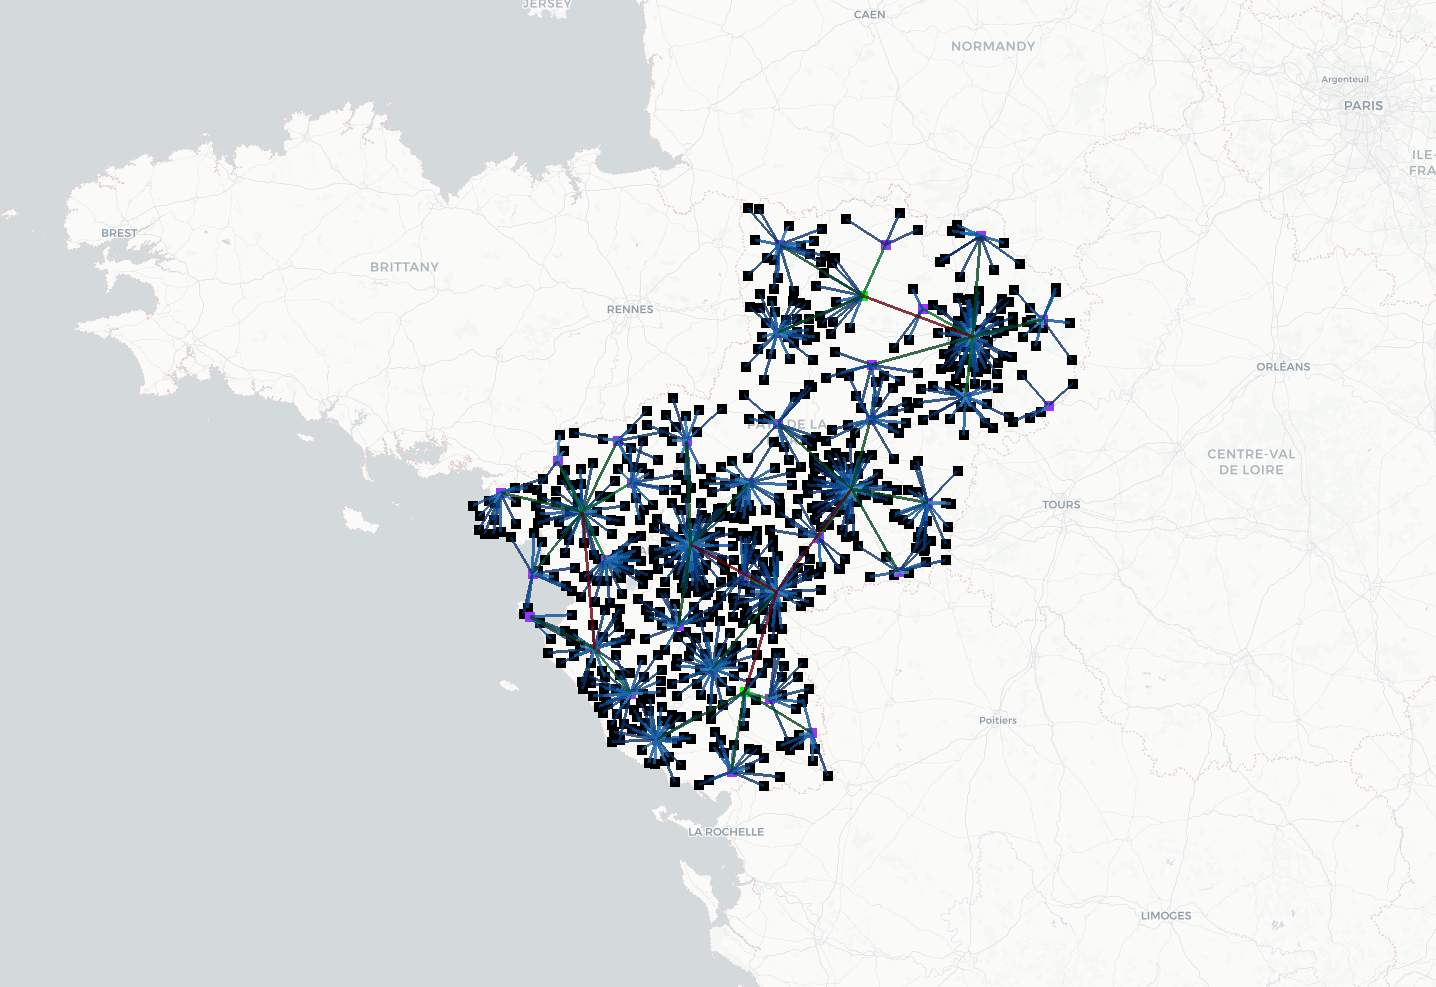 JERSEY
CAEN
NORMANDY
Argenteuil
PARIS
ILE-
FRA
BREST
BRITTANY
RENNES
ORLÉANS
DE LA
CENTRE-VAL
DE LOIRE
TOURS
Poitiers
LA ROCHELLE
LIMOGES